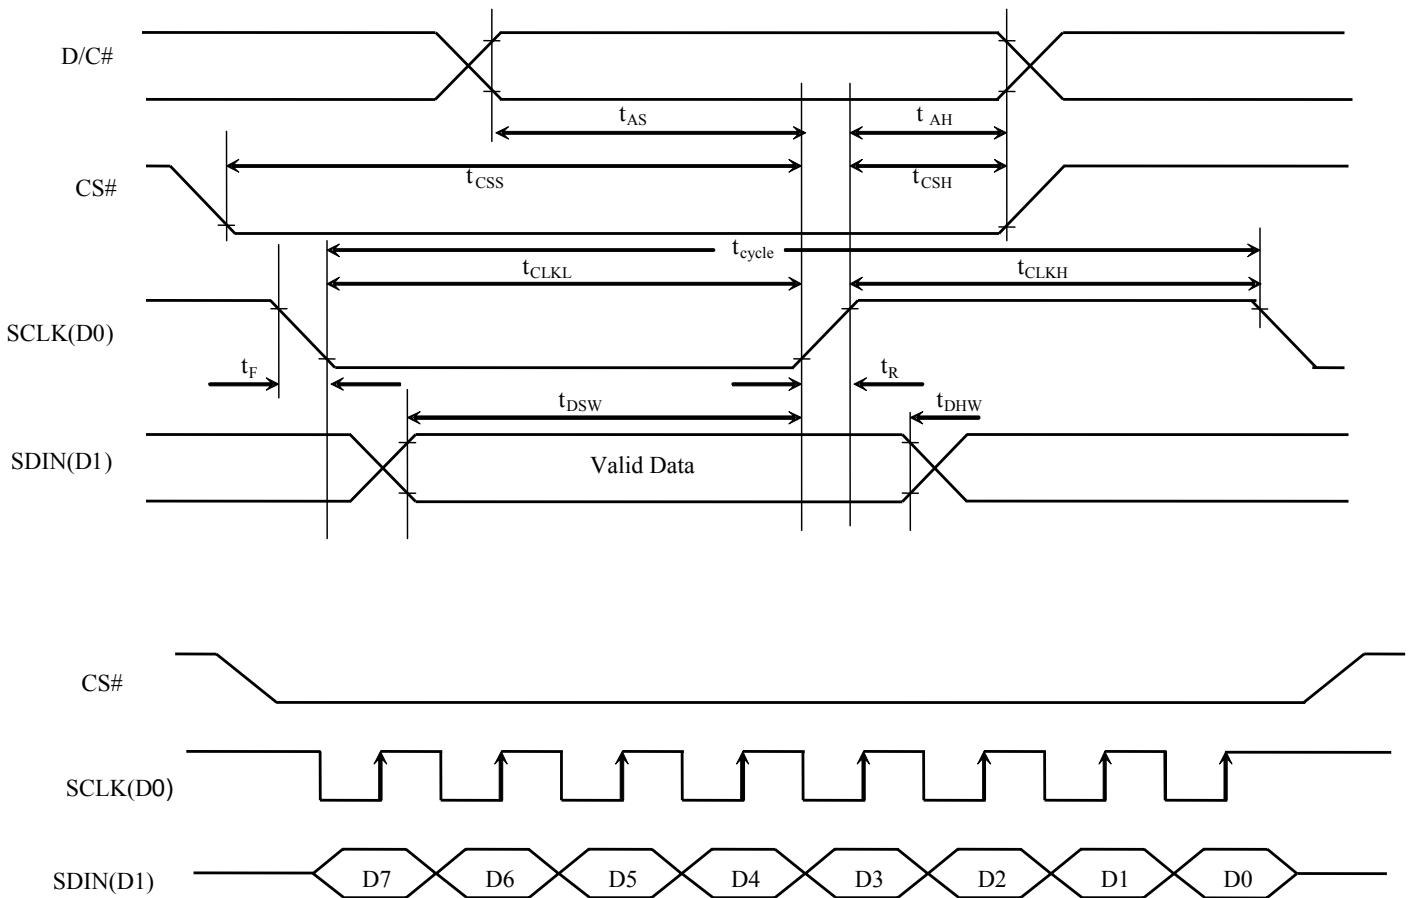 D/C#
tAS
t AH
CS#
tCSS
tCSH
tcycle
tCLKL
tCLKH
SCLK(D0)
tF
tR
tDSW
tDHW
SDIN(D1)
Valid Data
CS#
SCLK(D0)
SDIN(D1)
D7
D6
D5
D4
D3
D2
D1
D0